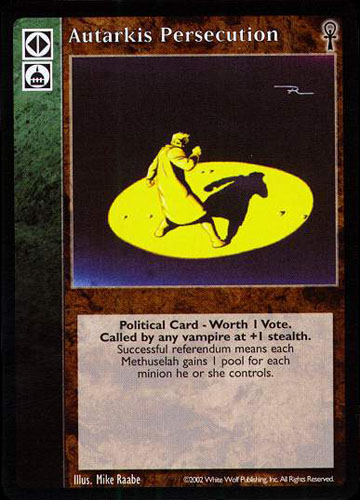 Autarkis Persecution
Political Card - Worth 1 Vote.
Called by any vampire at +1 stealth.
Successful referendum means each
Methuselah gains 1 pool for each
minion he or she controls.
Illus. Mike Raabe
©2002 White Wolf Publishing, Inc. All Rights Reserved.